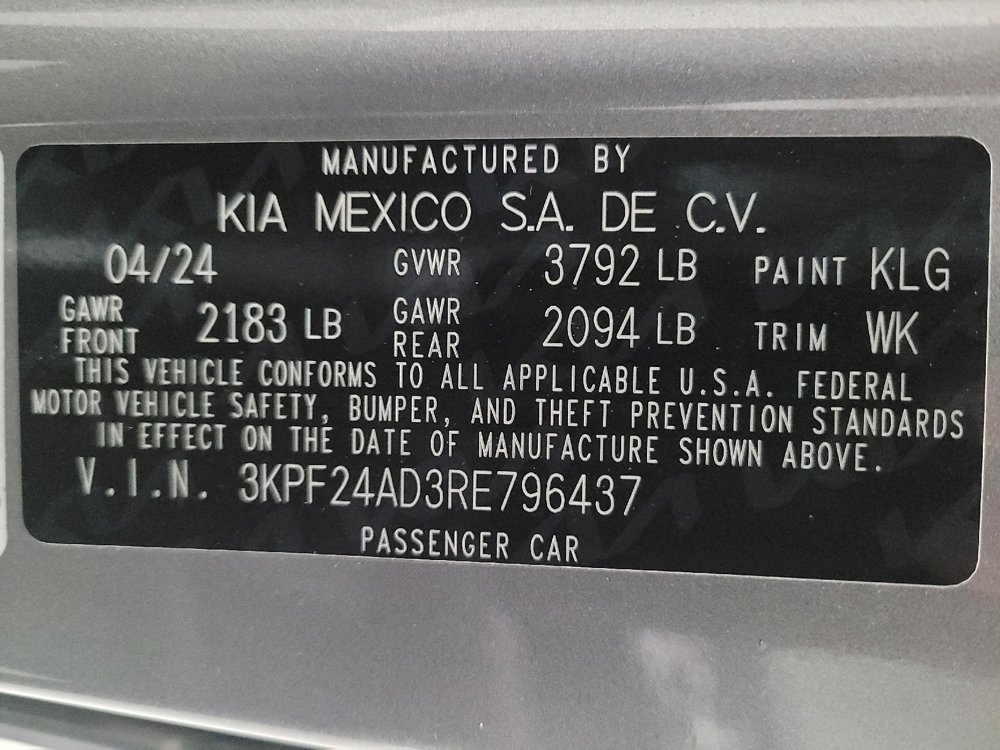 MANUFACTURED BY
KIA MEXICO S.A. DE C.V.
04/24 GVWR 3792 LB PAINT KLG
GAWR FRONT 2183 LB GAWR REAR 2094 LB TRIM WK
THIS VEHICLE CONFORMS TO ALL APPLICABLE U.S.A. FEDERAL
MOTOR VEHICLE SAFETY, BUMPER, AND THEFT PREVENTION STANDARDS
IN EFFECT ON THE DATE OF MANUFACTURE SHOWN ABOVE.
V.I.N. 3KPF24AD3RE796437
PASSENGER CAR